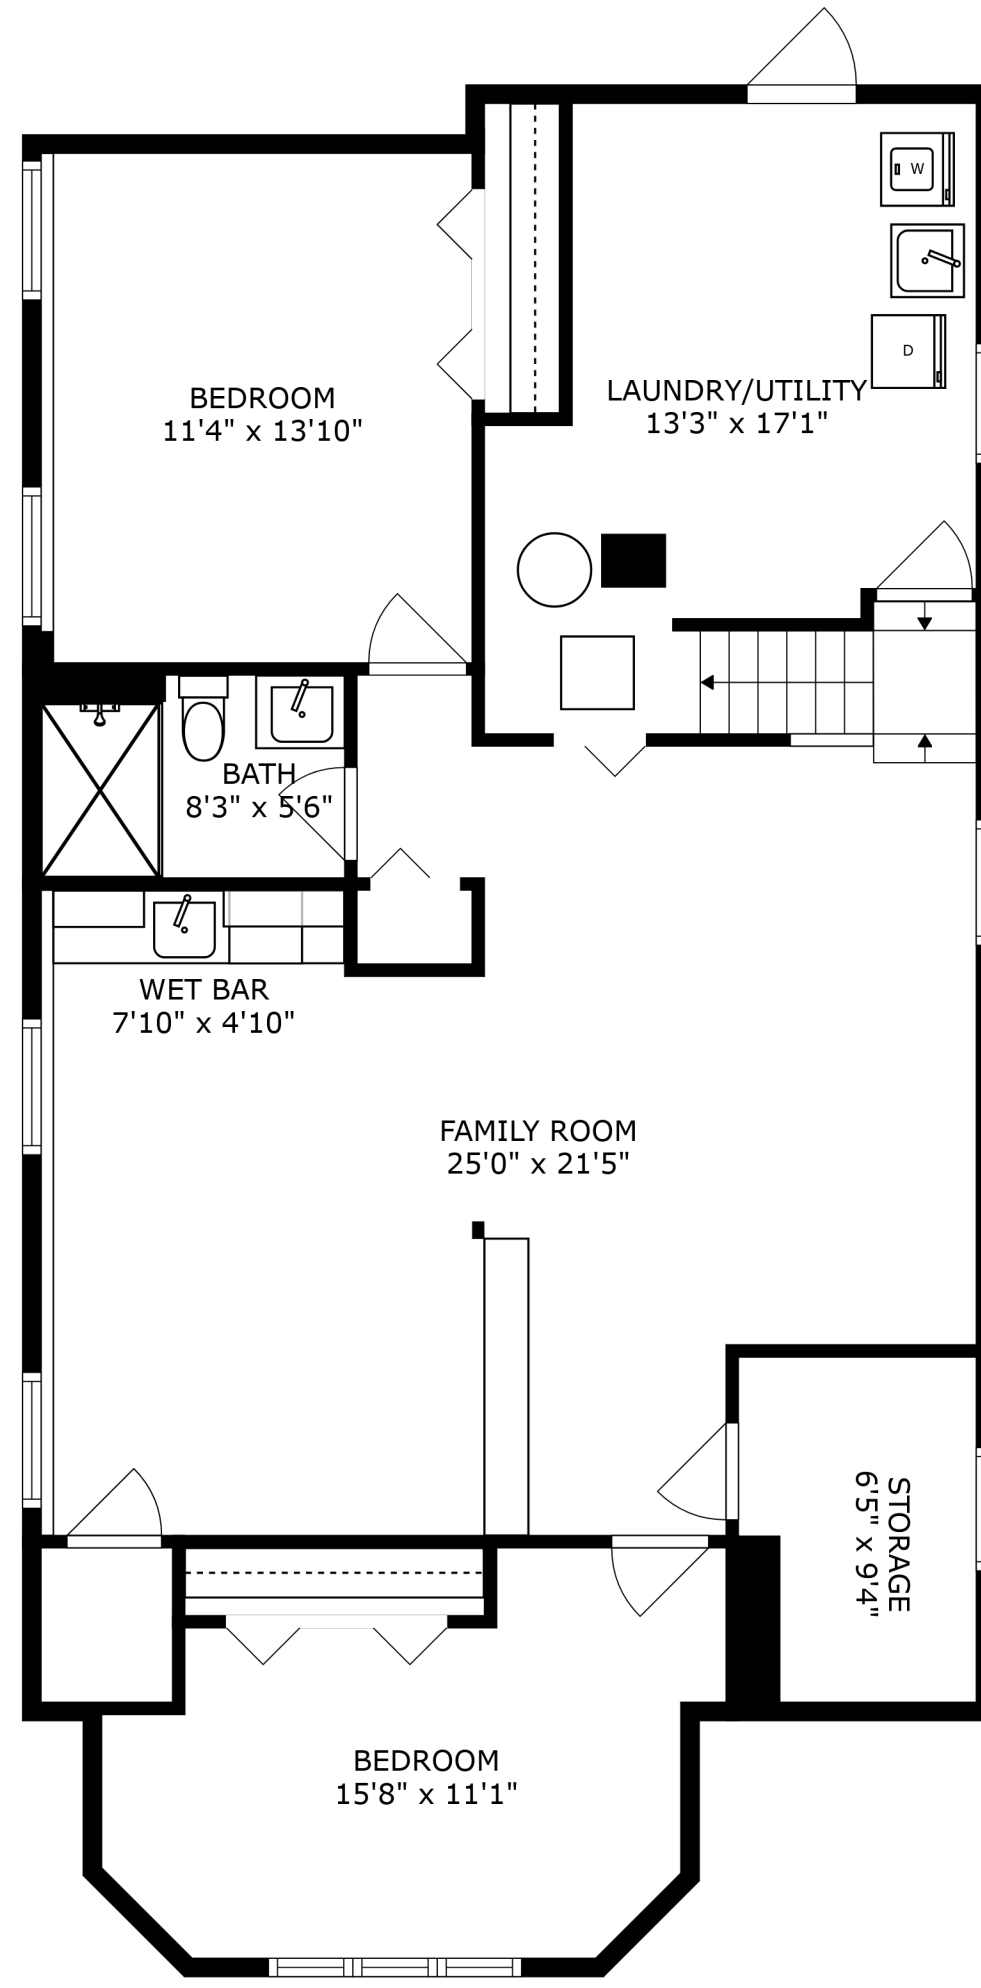 W
D
BEDROOM
11'4" x 13'10"
LAUNDRY/UTILITY
13'3" x 17'1"
BATH
8'3" x 5'6"
WET BAR
7'10" x 4'10"
FAMILY ROOM
25'0" x 21'5"
STORAGE
6'5" x 9'4"
BEDROOM
15'8" x 11'1"